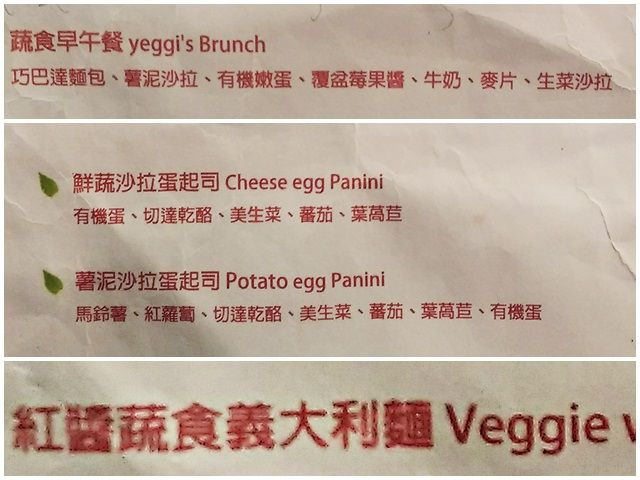 蔬食早午餐 yeggi's Brunch
巧巴達麵包、薯泥沙拉、有機嫩蛋、覆盆莓果醬、牛奶、麥片、生菜沙拉
鮮蔬沙拉蛋起司 Cheese egg Panini
有機蛋、切達乾酪、美生菜、蕃茄、葉萵苣
薯泥沙拉蛋起司 Potato egg Panini
馬鈴薯、紅羅蔔、切達乾酪、美生菜、蕃茄、葉萵苣、有機蛋
紅醬蔬食義大利麵 Veggie